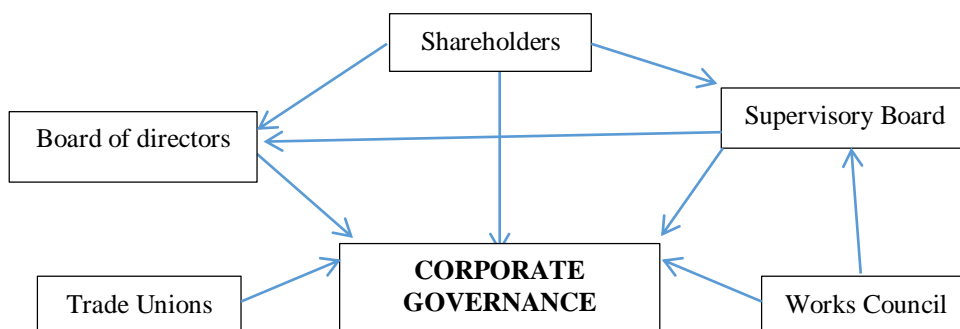 Shareholders
Board of directors
Supervisory Board
CORPORATE
GOVERNANCE
Trade Unions
Works Council